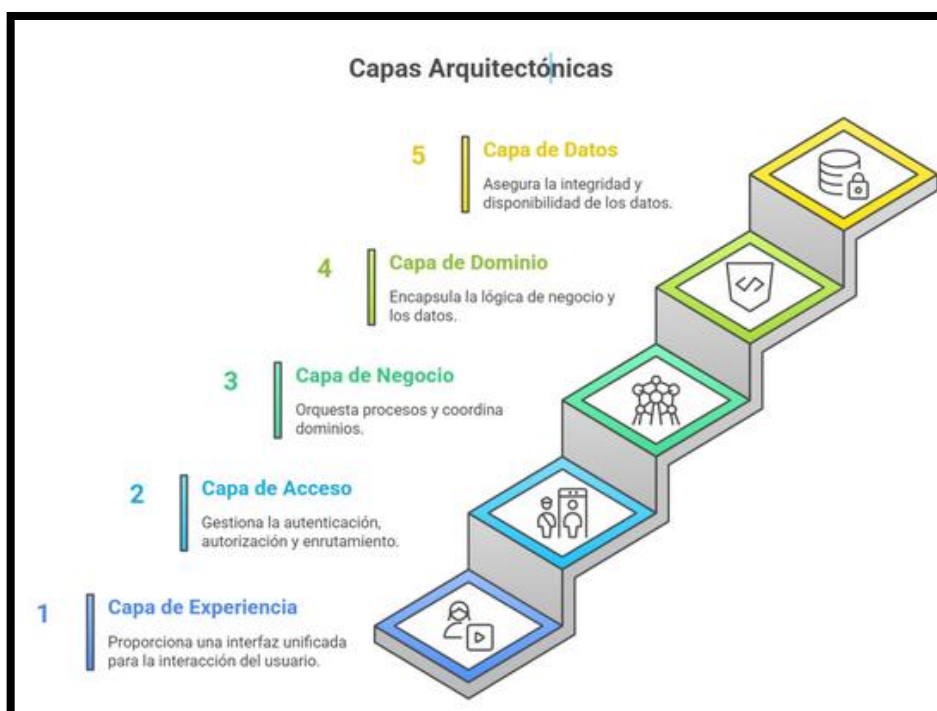 Capas Arquitectónicas
5
Capa de Datos
Asegura la integridad y
disponibilidad de los datos.
4
Capa de Dominio
Encapsula la lógica de negocio y
los datos.
3
Capa de Negocio
Orquesta procesos y coordina
dominios.
2
Capa de Acceso
Gestiona la autenticación,
autorización y enrutamiento.
1
Capa de Experiencia
Proporciona una interfaz unificada
para la interacción del usuario.